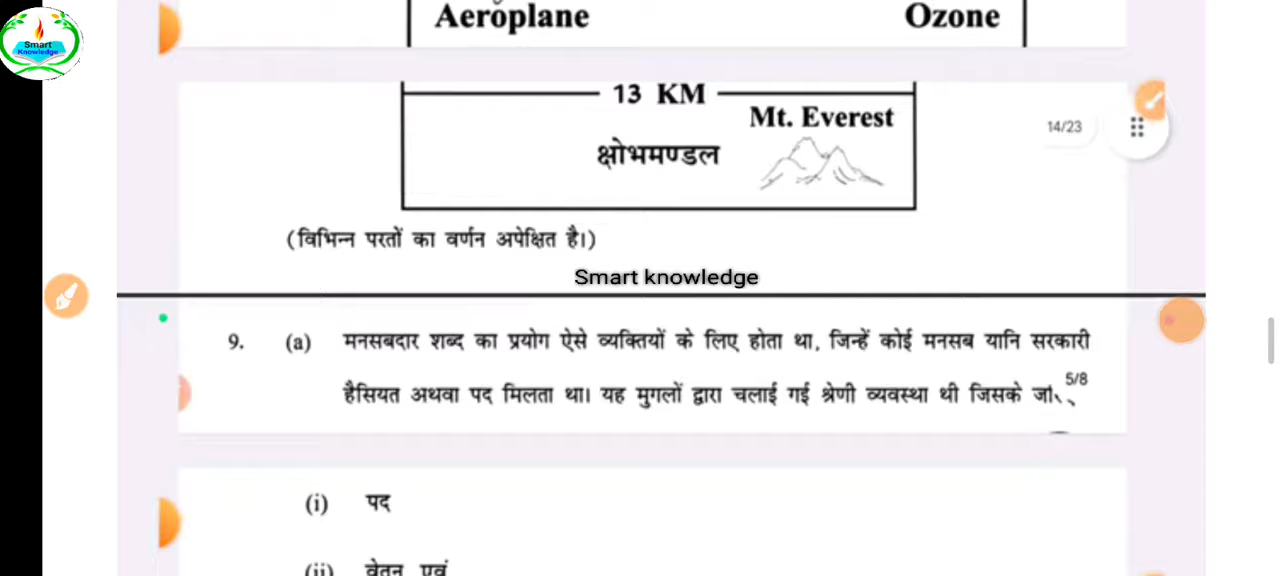 Aeroplane Ozone
Smart
Knowledge
13 KM
Mt. Everest
14/23
क्षोभमण्डल
(विभिन्न परतों का वर्णन अपेक्षित है।)
Smart knowledge
9. (a) मनसबदार शब्द का प्रयोग ऐसे व्यक्तियों के लिए होता था, जिन्हें कोई मनसब यानि सरकारी
5/8
हैसियत अथवा पद मिलता था। यह मुगलों द्वारा चलाई गई श्रेणी व्यवस्था थी जिसके
(i) पद
(ii) वेतन एवं